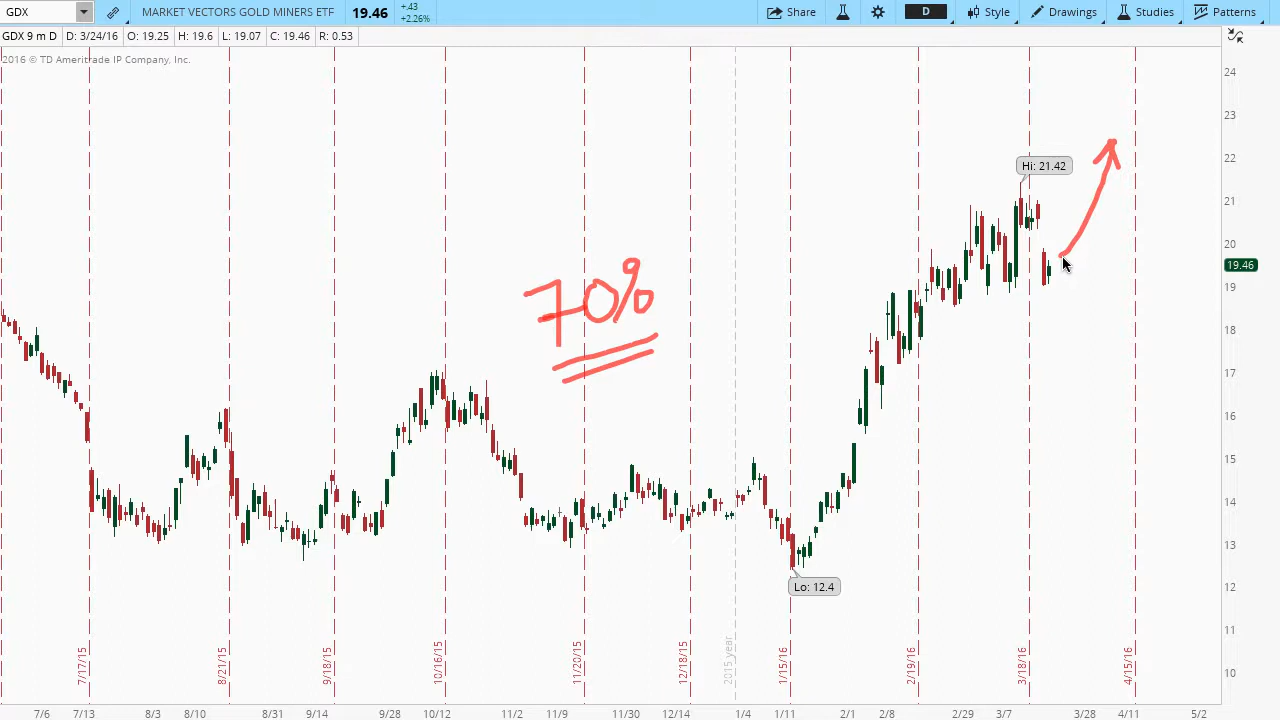 GDX MARKET VECTORS GOLD MINERS ETF 19.46 +.43 +2.26% Share D Style Drawings Studies Patterns
GDX 9 m D D: 3/24/16 O: 19.25 H: 19.6 L: 19.07 C: 19.46 R: 0.53
2016 © TD Ameritrade IP Company, Inc.
24
23
22
Hi: 21.42
21
20
19.46
19
70%
18
17
16
15
14
13
12
Lo: 12.4
11
10
7/17/15 8/21/15 9/18/15 10/16/15 11/20/15 12/18/15 2015 year 1/15/16 2/19/16 3/18/16 4/15/16
7/6 7/13 8/3 8/10 8/31 9/14 9/28 10/12 11/2 11/9 11/30 12/14 1/4 1/11 2/1 2/8 2/29 3/7 3/28 4/11 5/2